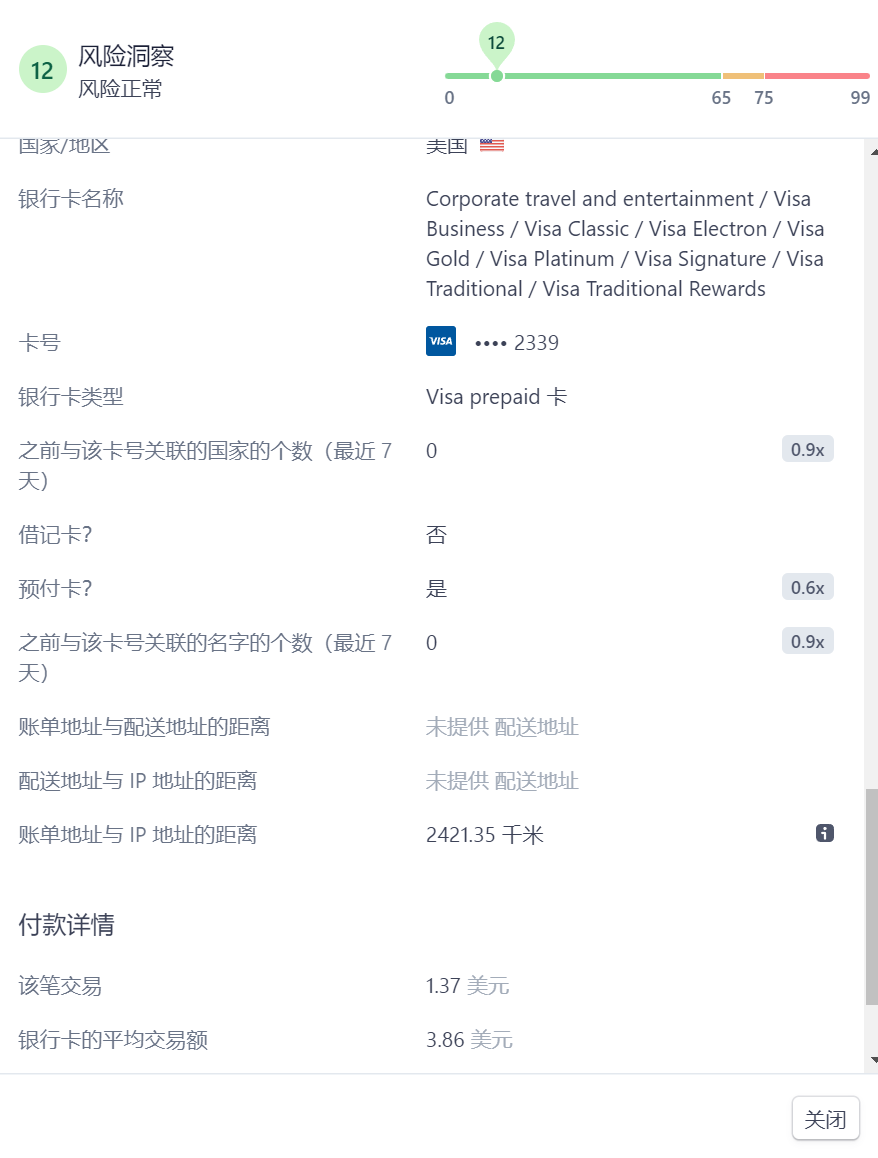 12
风险洞察
风险正常
12
0
65
75
99
国家/地区
美国
银行卡名称
Corporate travel and entertainment / Visa
Business / Visa Classic / Visa Electron / Visa
Gold / Visa Platinum / Visa Signature / Visa
Traditional / Visa Traditional Rewards
卡号
VISA •••• 2339
银行卡类型
Visa prepaid 卡
之前与该卡号关联的国家的个数（最近 7
天）
0
0.9x
借记卡?
否
预付卡?
是
0.6x
之前与该卡号关联的名字的个数（最近 7
天）
0
0.9x
账单地址与配送地址的距离
未提供 配送地址
配送地址与 IP 地址的距离
未提供 配送地址
账单地址与 IP 地址的距离
2421.35 千米
付款详情
该笔交易
1.37 美元
银行卡的平均交易额
3.86 美元
关闭